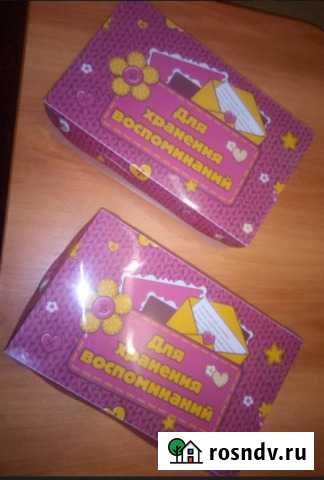 Для
хранения
воспоминаний
Для
хранения
воспоминаний
rosndv.ru